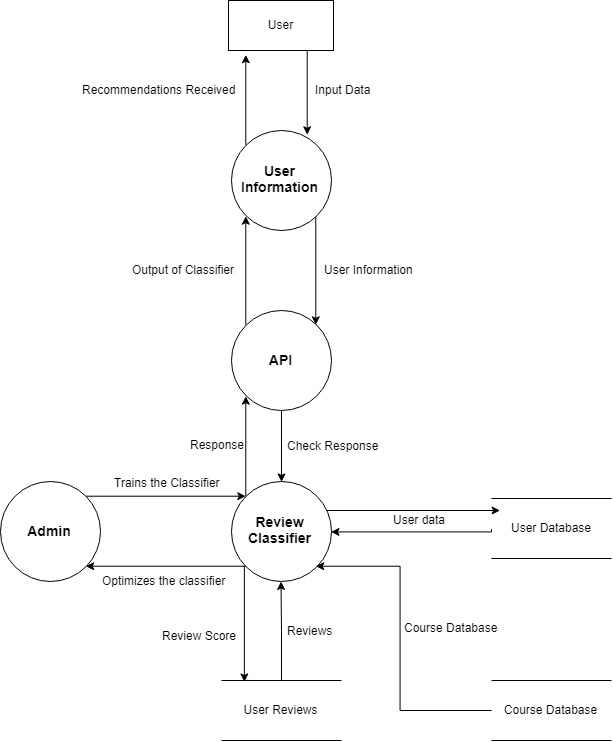 User
Recommendations Received
Input Data
User
Information
Output of Classifier
User Information
API
Response
Check Response
Trains the Classifier
Admin
Review
Classifier
User data
User Database
Optimizes the classifier
Review Score
Reviews
Course Database
User Reviews
Course Database